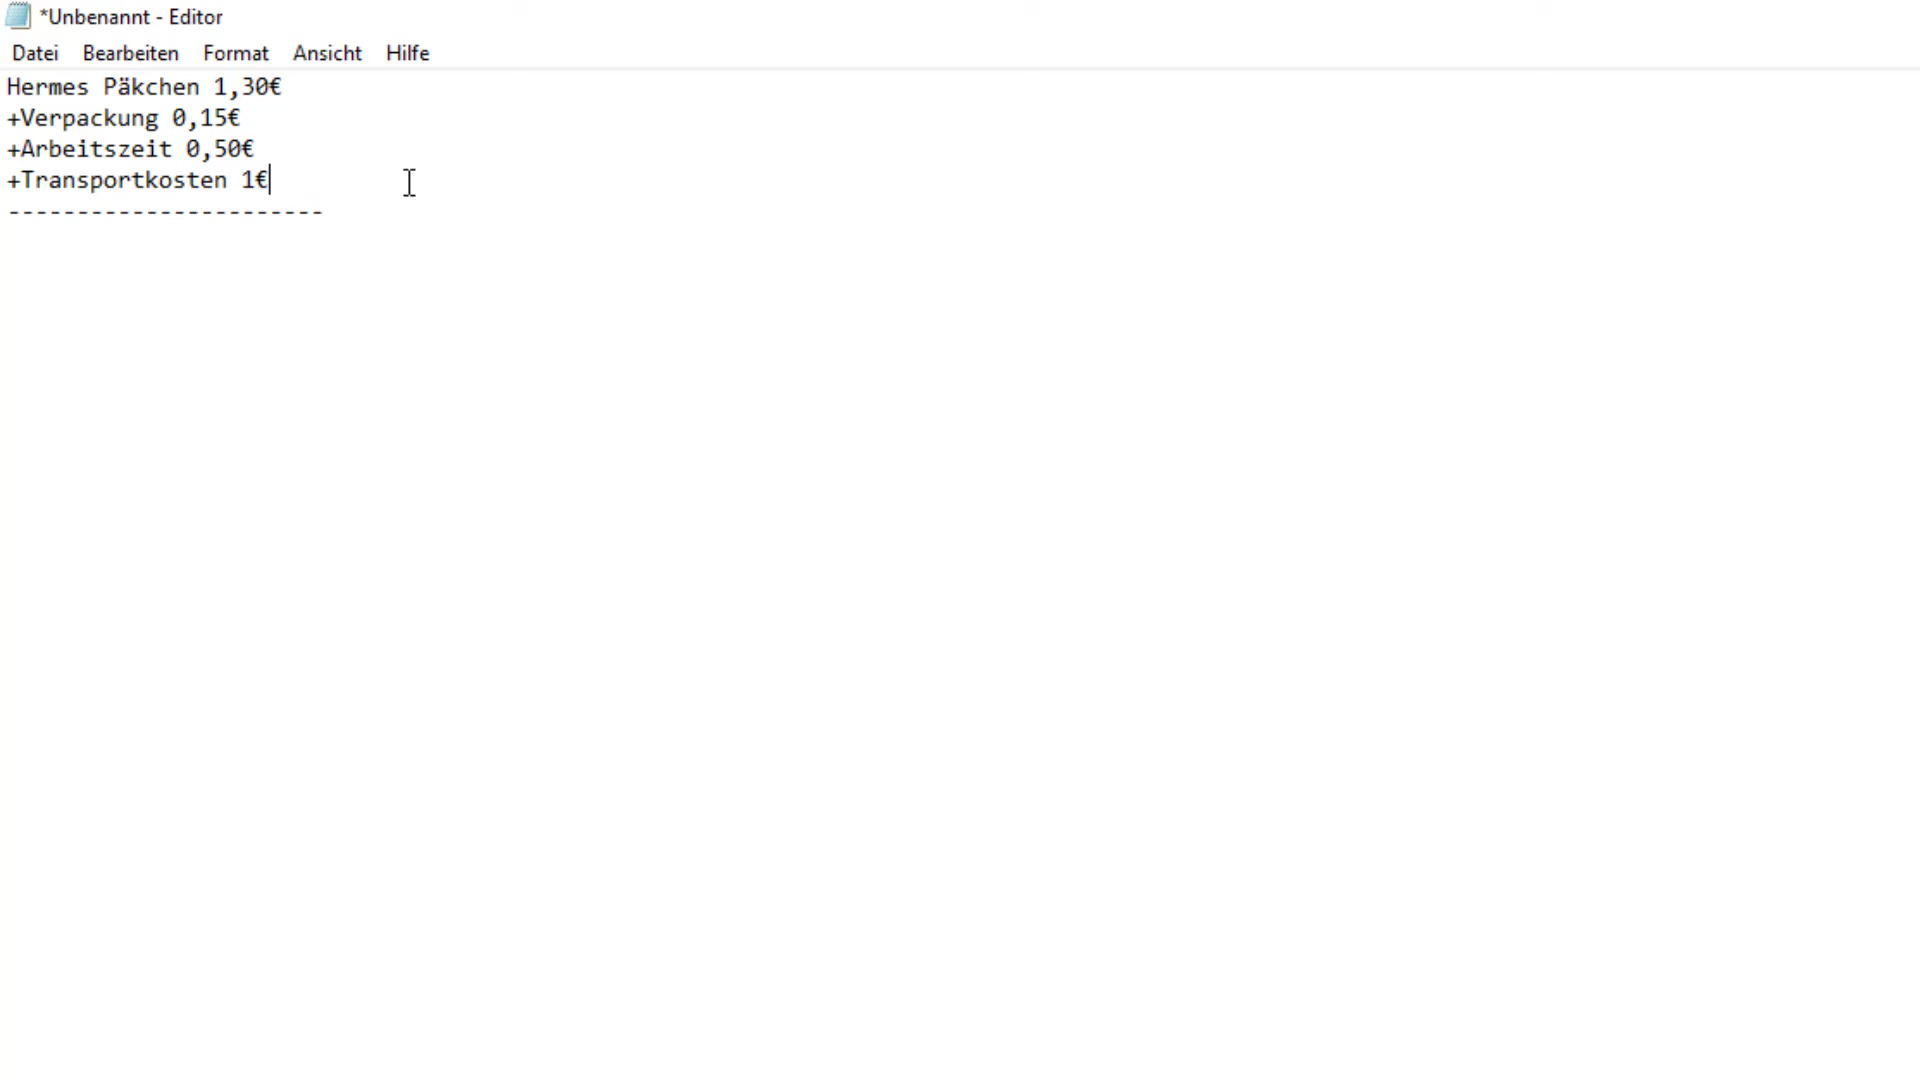 *Unbenannt - Editor
Datei Bearbeiten Format Ansicht Hilfe
Hermes Päkchen 1,30€
+Verpackung 0,15€
+Arbeitszeit 0,50€
+Transportkosten 1€
-----------------------